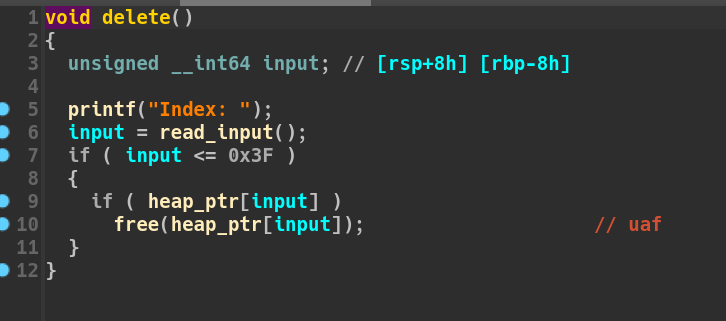 1 void delete()
2 {
3 unsigned __int64 input; // [rsp+8h] [rbp-8h]
4
5 printf("Index: ");
6 input = read_input();
7 if ( input <= 0x3F )
8 {
9 if ( heap_ptr[input] )
10 free(heap_ptr[input]); // uaf
11 }
12 }